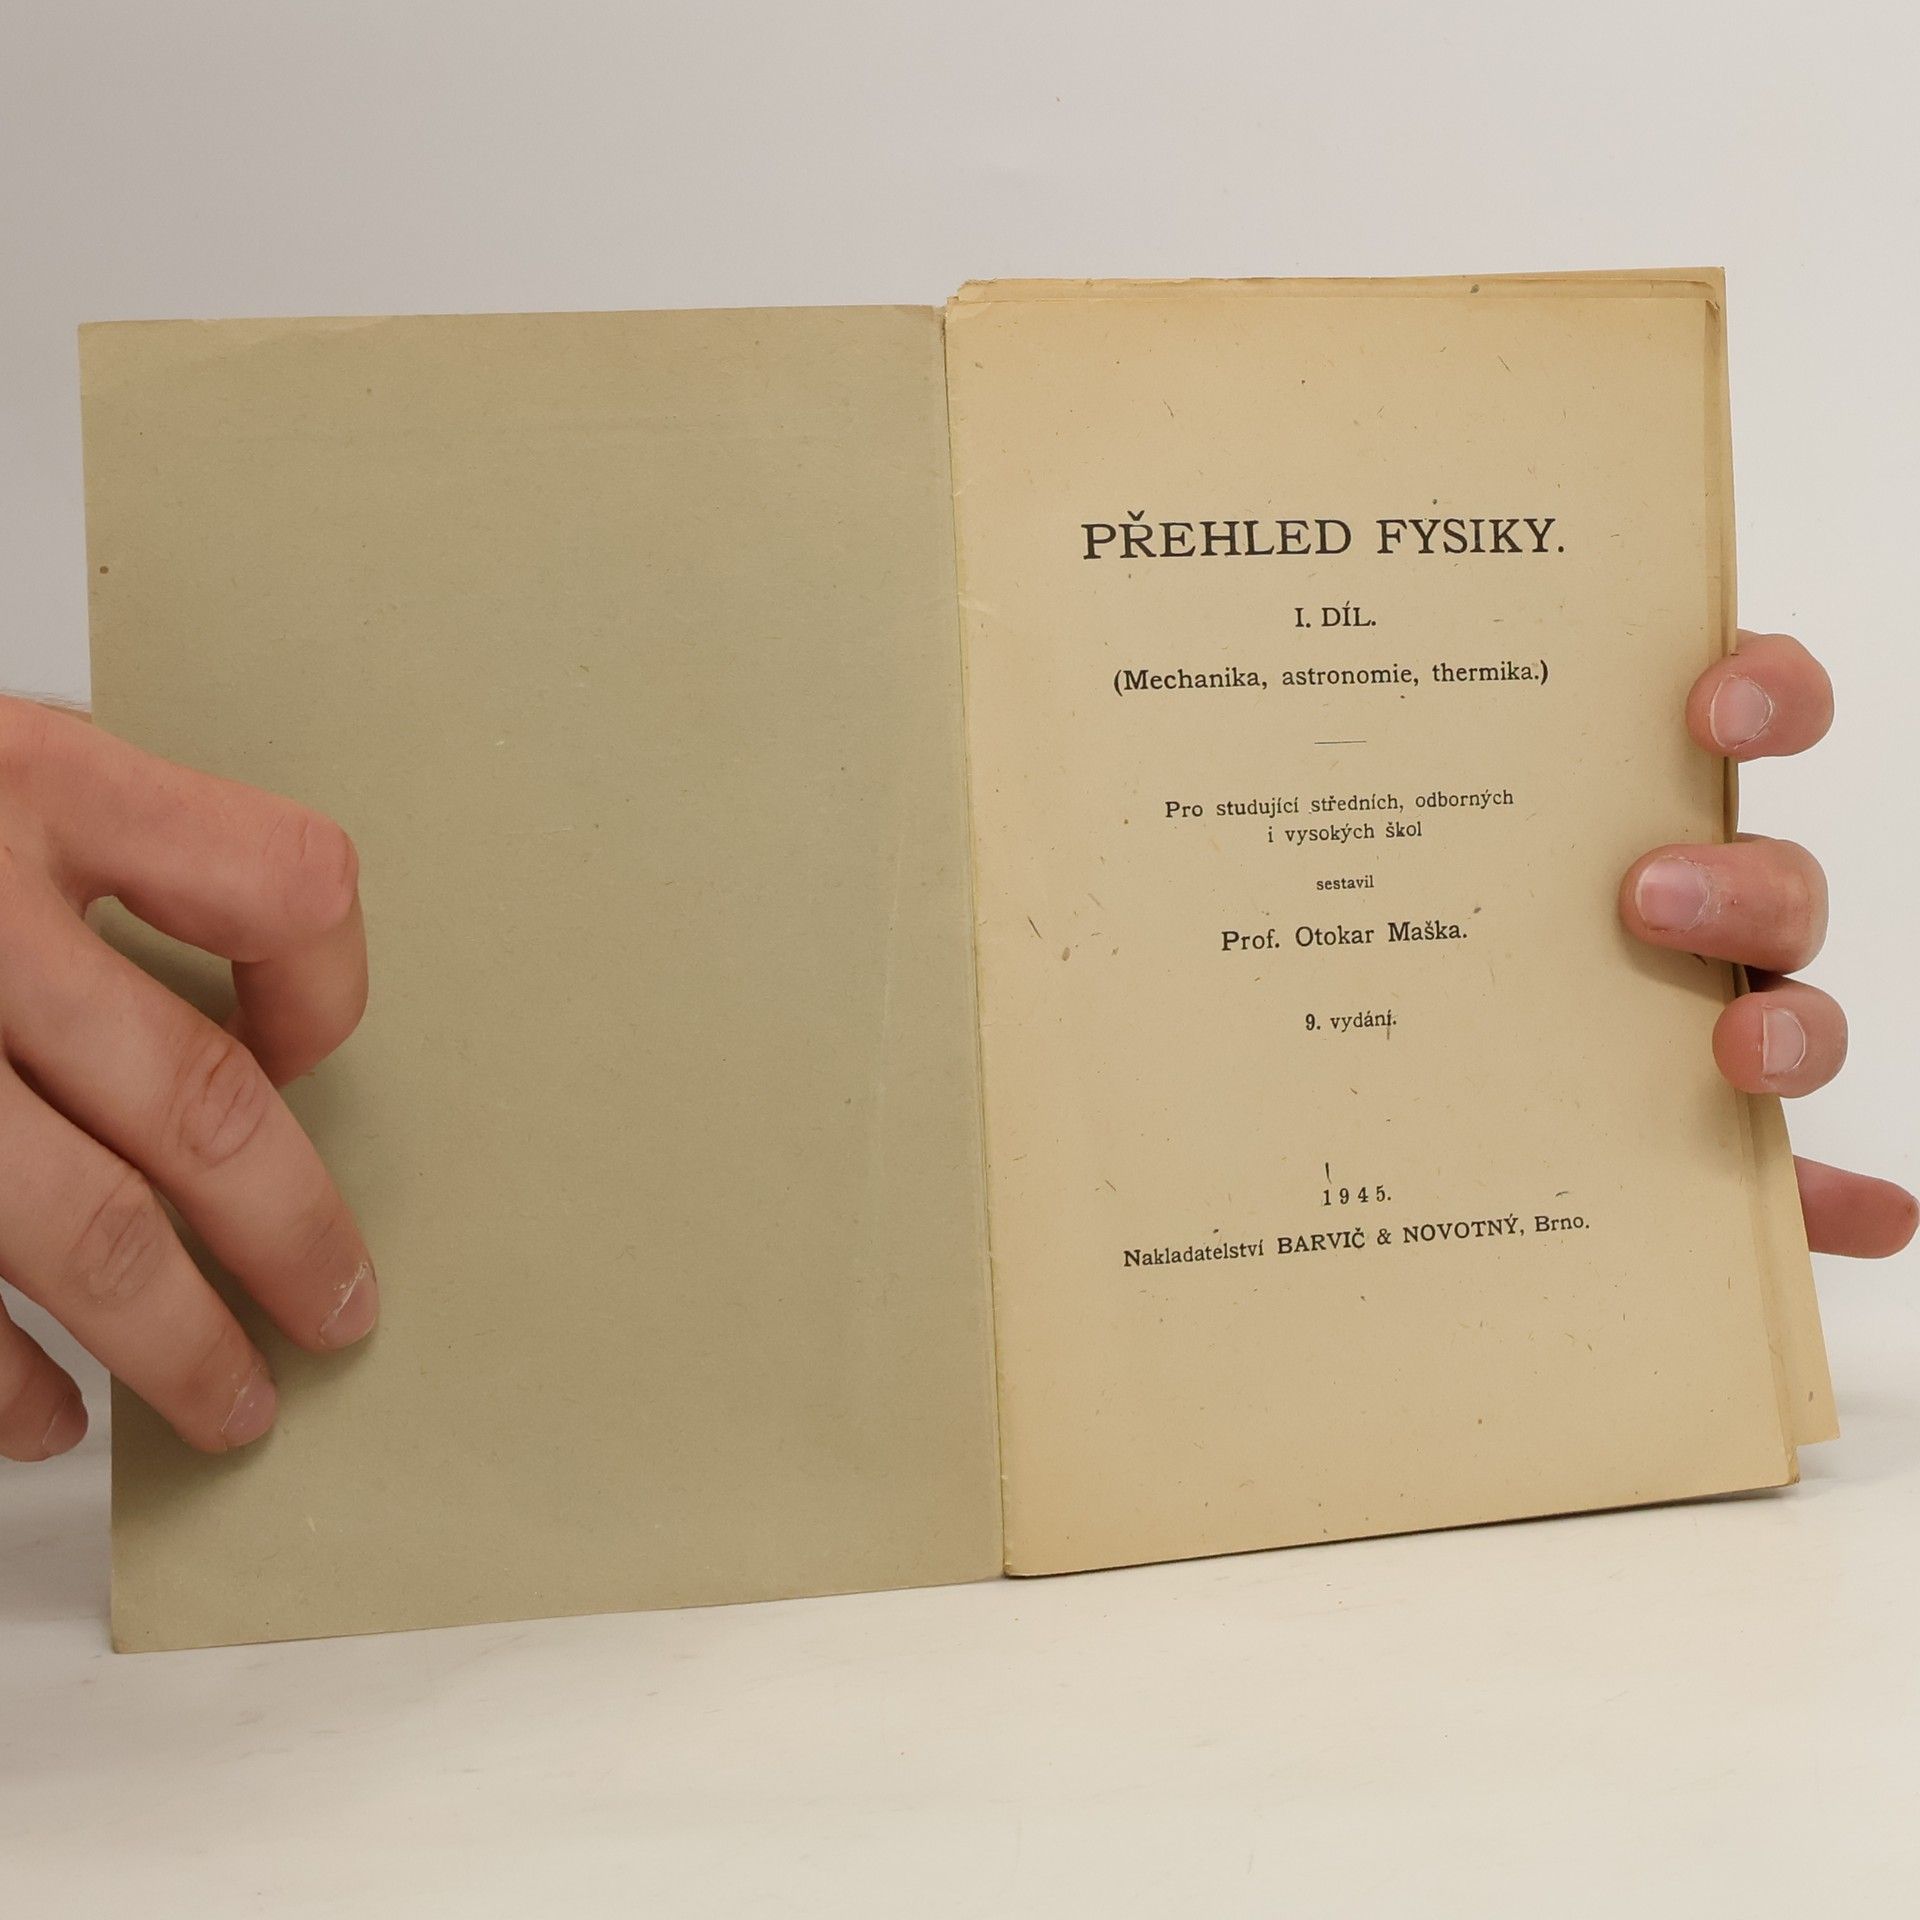 PŘEHLED FYSIKY.
I. DÍL.
(Mechanika, astronomie, thermika.)
Pro studující středních, odborných
i vysokých škol
sestavil
Prof. Otokar Maška.
9. vydání.
1945.
Nakladatelství BARVIČ & NOVOTNÝ, Brno.